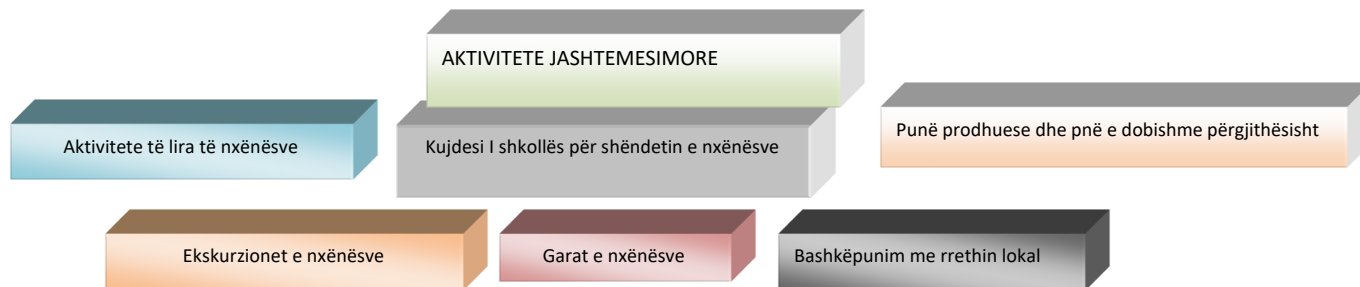 AKTIVITETE JASHTEMESIMORE
Aktivitete të lira të nxënësve
Kujdesi I shkollës për shëndetin e nxënësve
Punë prodhuese dhe pnë e dobishme përgjithësisht
Ekskurzionet e nxënësve
Garat e nxënësve
Bashkëpunim me rrethin lokal